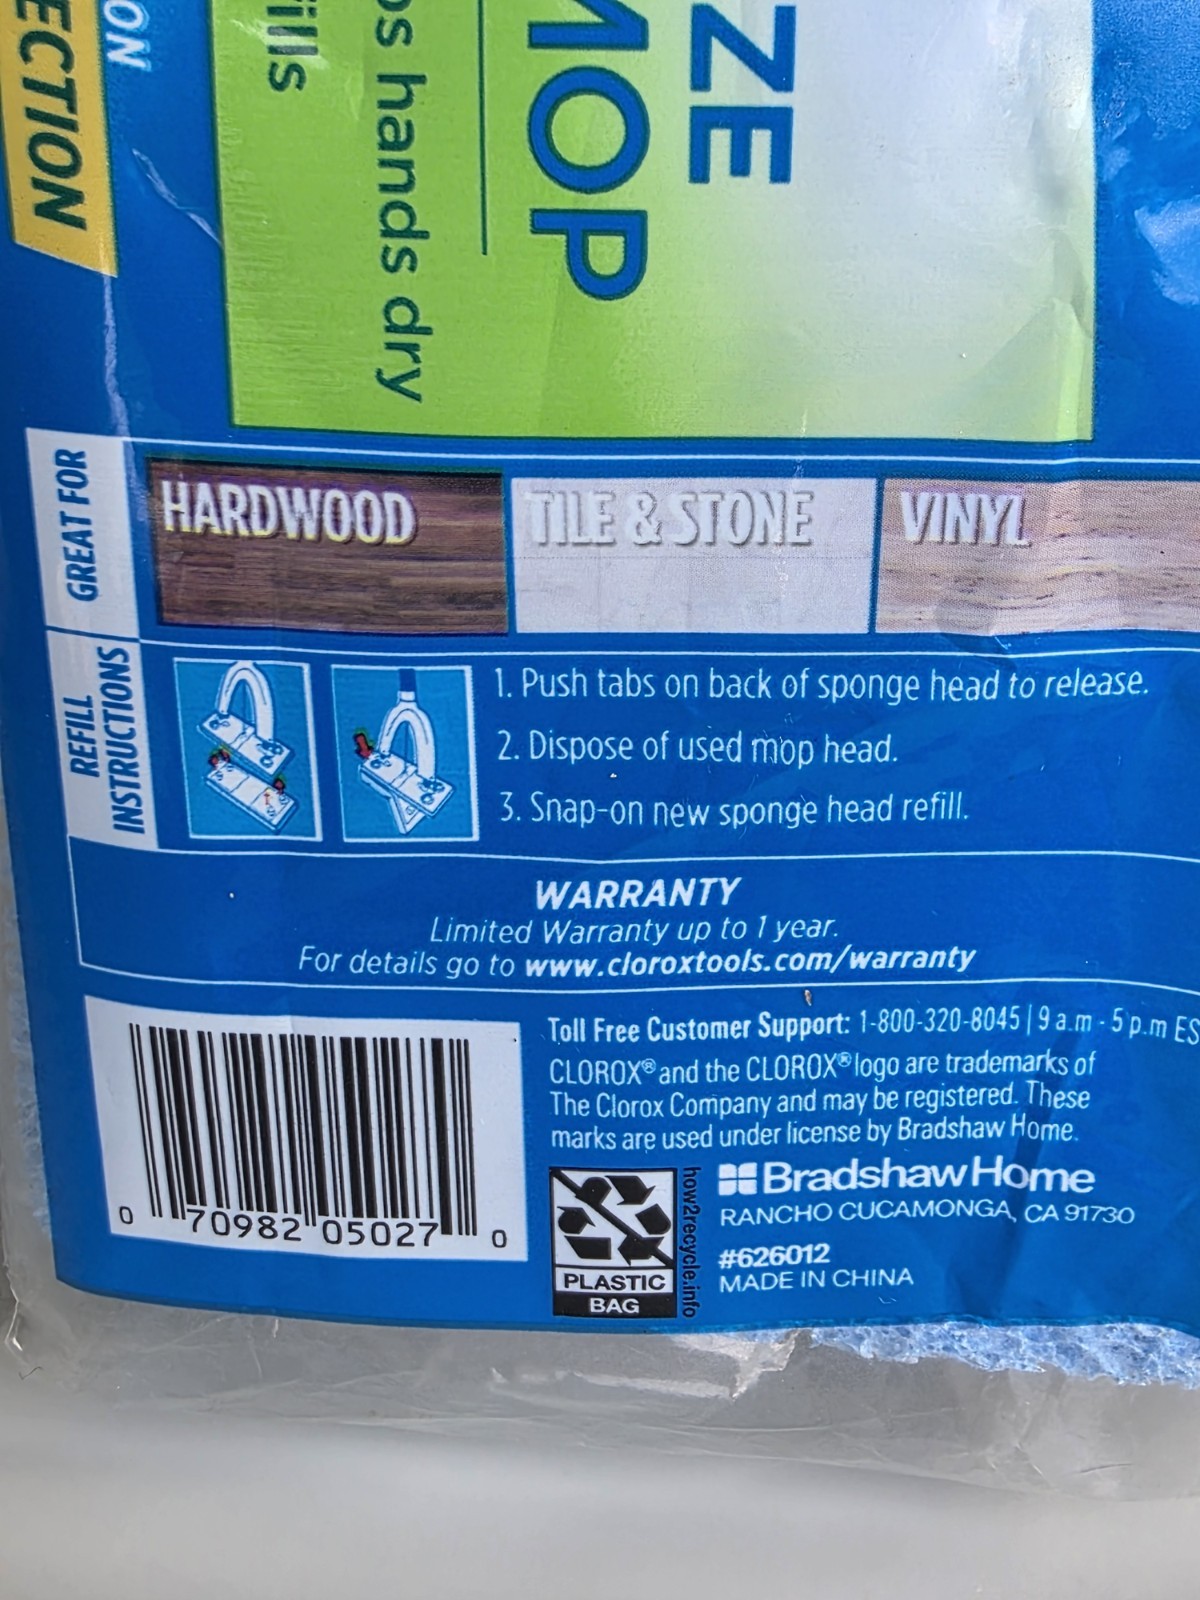 ECTION
ON
ills
os hands dry
MOP
ZE
GREAT FOR
HARDWOOD
TILE & STONE
VINYL
REFILL
INSTRUCTIONS
1. Push tabs on back of sponge head to release.
2. Dispose of used mop head.
3. Snap-on new sponge head refill.
WARRANTY
Limited Warranty up to 1 year.
For details go to www.cloroxtools.com/warranty
Toll Free Customer Support: 1-800-320-8045 | 9 a.m - 5 p.m ES
CLOROX® and the CLOROX® logo are trademarks of
The Clorox Company and may be registered. These
marks are used under license by Bradshaw Home.
0 70982 05027 0
PLASTIC
BAG
how2recycle.info
Bradshaw Home
RANCHO CUCAMONGA, CA 91730
#626012
MADE IN CHINA